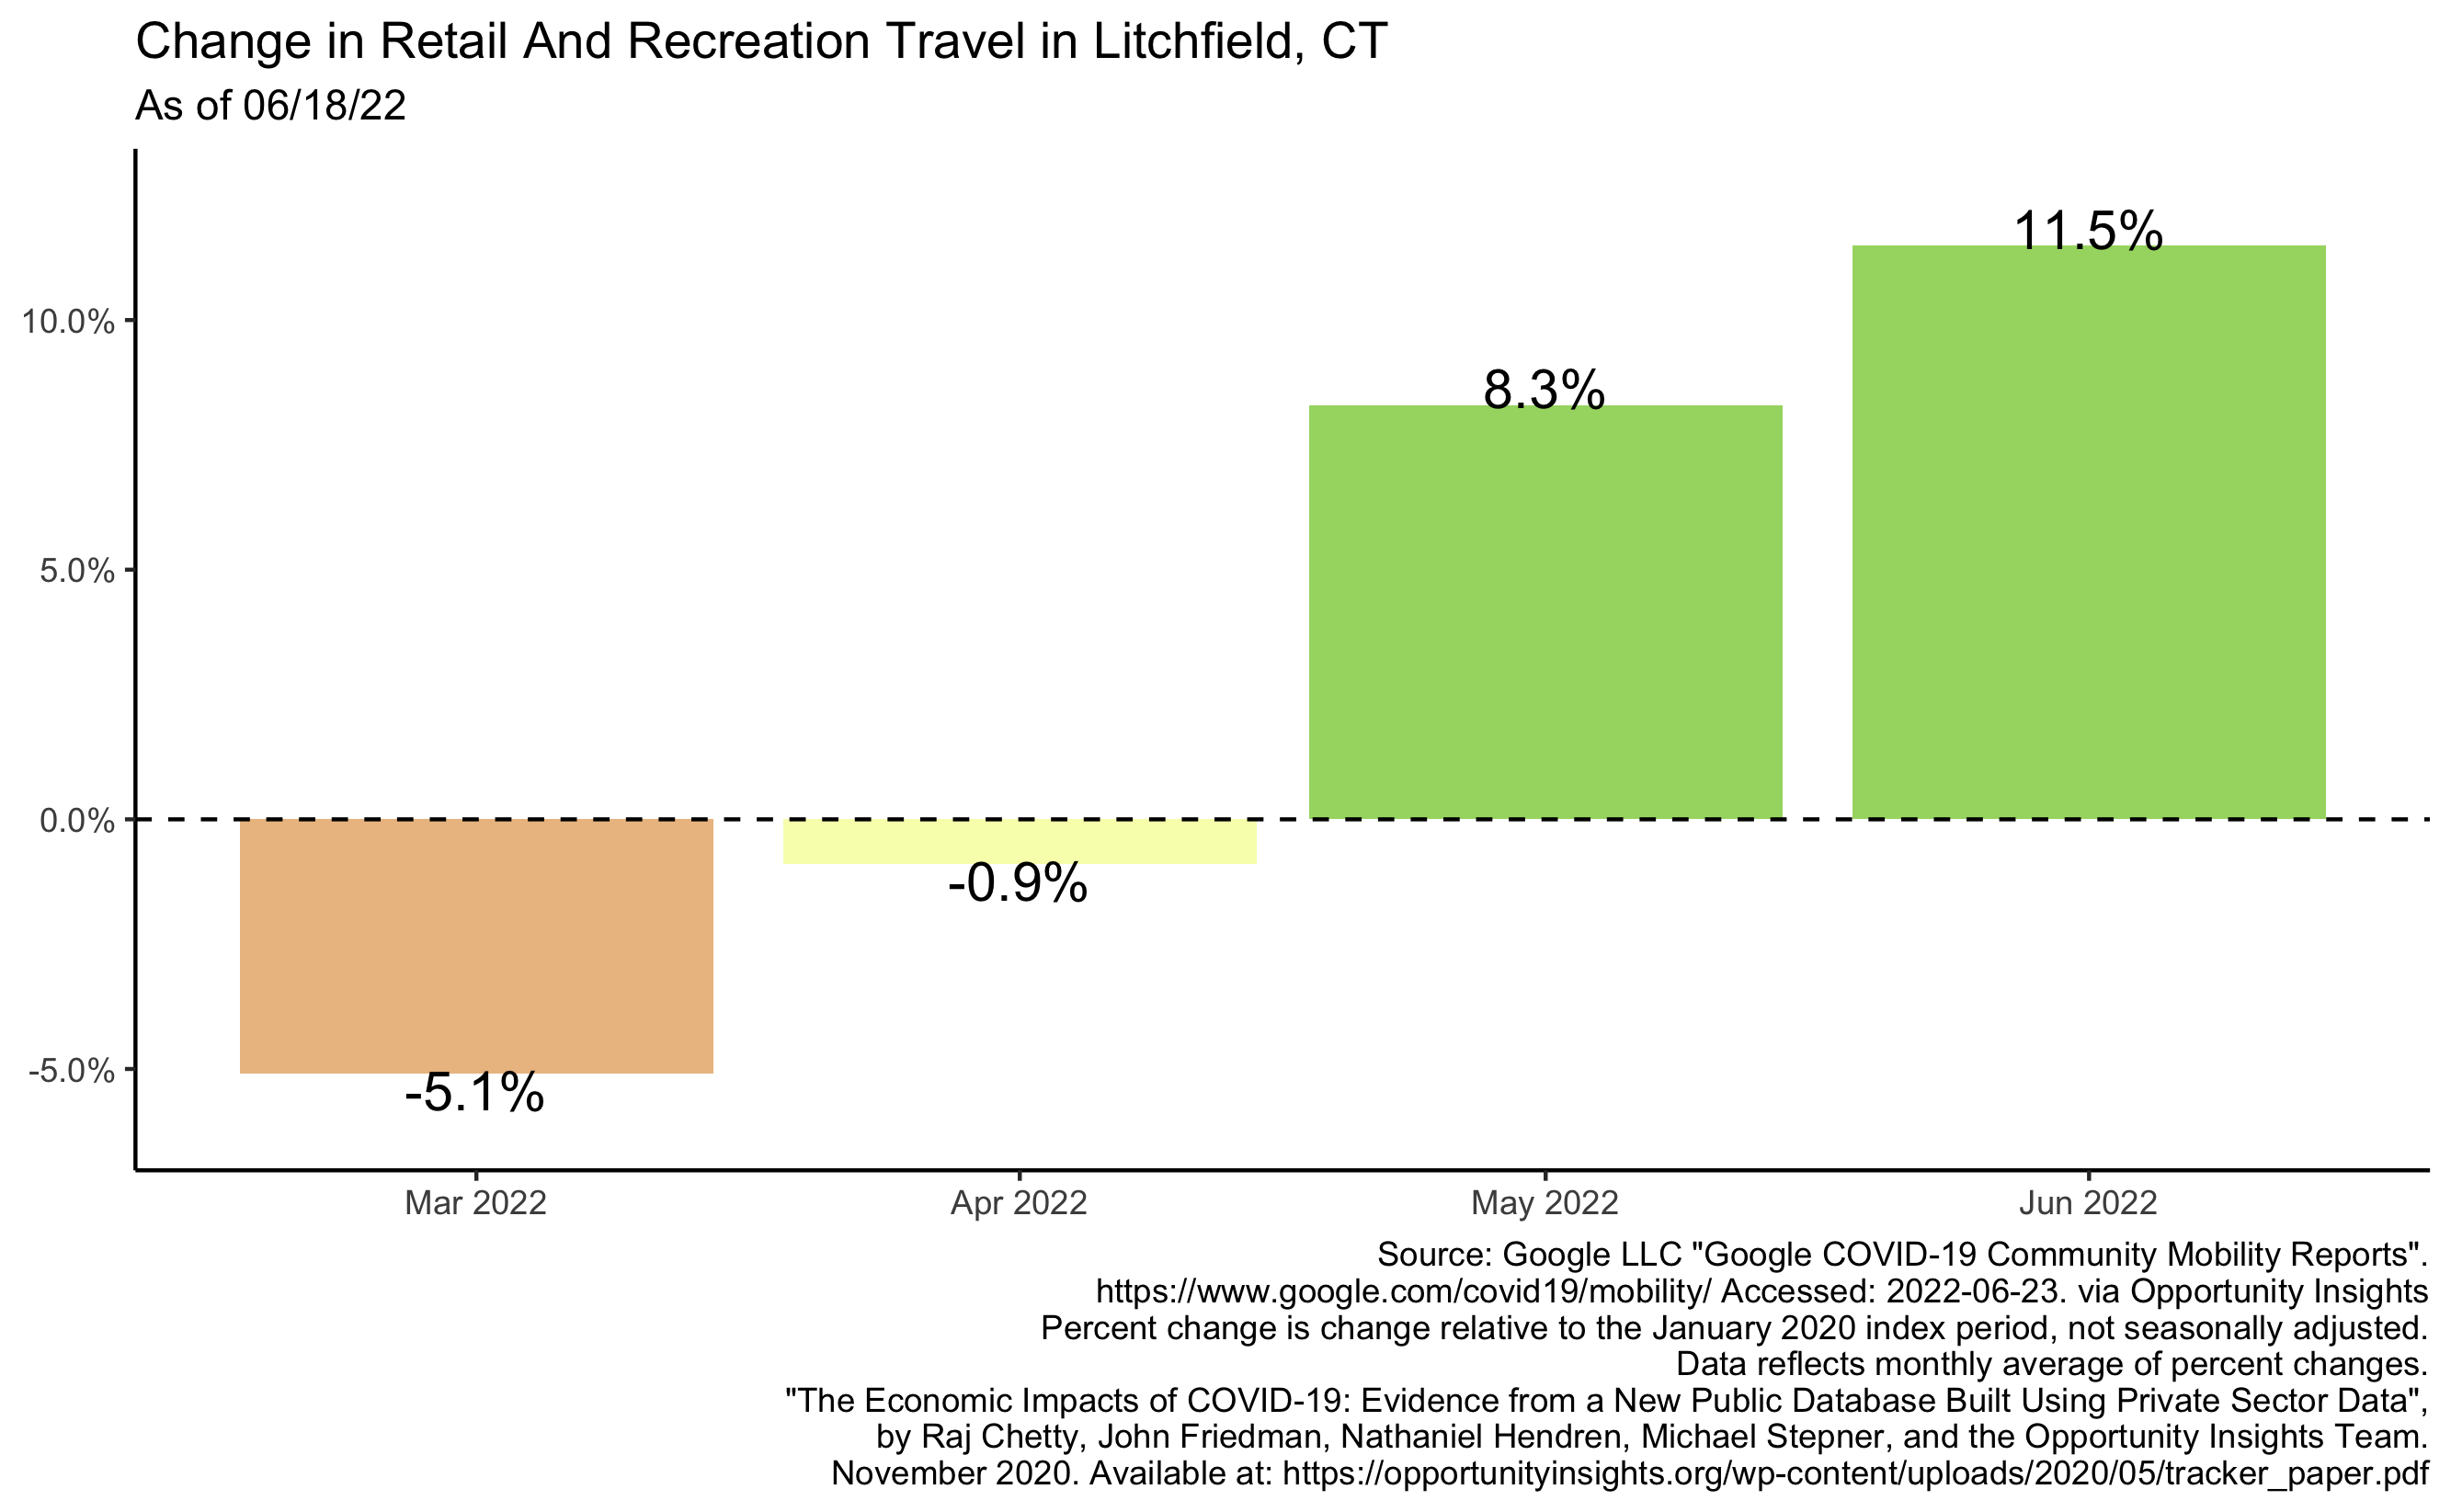 Change in Retail And Recreation Travel in Litchfield, CT
As of 06/18/22
11.5%
10.0%
8.3%
5.0%
0.0%
-0.9%
-5.0%
-5.1%
Mar 2022 Apr 2022 May 2022 Jun 2022
Source: Google LLC "Google COVID-19 Community Mobility Reports".
https://www.google.com/covid19/mobility/ Accessed: 2022-06-23. via Opportunity Insights
Percent change is change relative to the January 2020 index period, not seasonally adjusted.
Data reflects monthly average of percent changes.
"The Economic Impacts of COVID-19: Evidence from a New Public Database Built Using Private Sector Data",
by Raj Chetty, John Friedman, Nathaniel Hendren, Michael Stepner, and the Opportunity Insights Team.
November 2020. Available at: https://opportunityinsights.org/wp-content/uploads/2020/05/tracker_paper.pdf